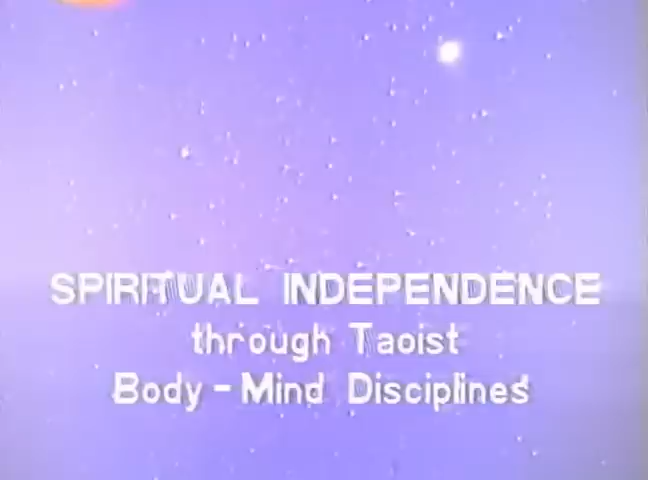 SPIRITUAL INDEPENDENCE
through Taoist
Body-Mind Disciplines